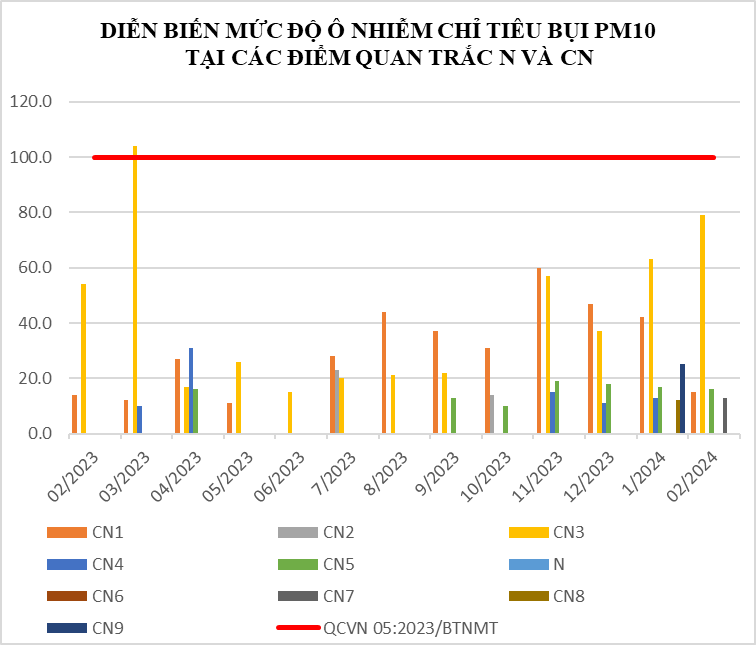 DIỄN BIẾN MỨC ĐỘ Ô NHIỄM CHỈ TIÊU BỤI PM10
TẠI CÁC ĐIỂM QUAN TRẮC N VÀ CN
120.0
100.0
80.0
60.0
40.0
20.0
0.0
02/2023 03/2023 04/2023 05/2023 06/2023 7/2023 8/2023 9/2023 10/2023 11/2023 12/2023 1/2024 02/2024
CN1 CN2 CN3
CN4 CN5 N
CN6 CN7 CN8
CN9 QCVN 05:2023/BTNMT